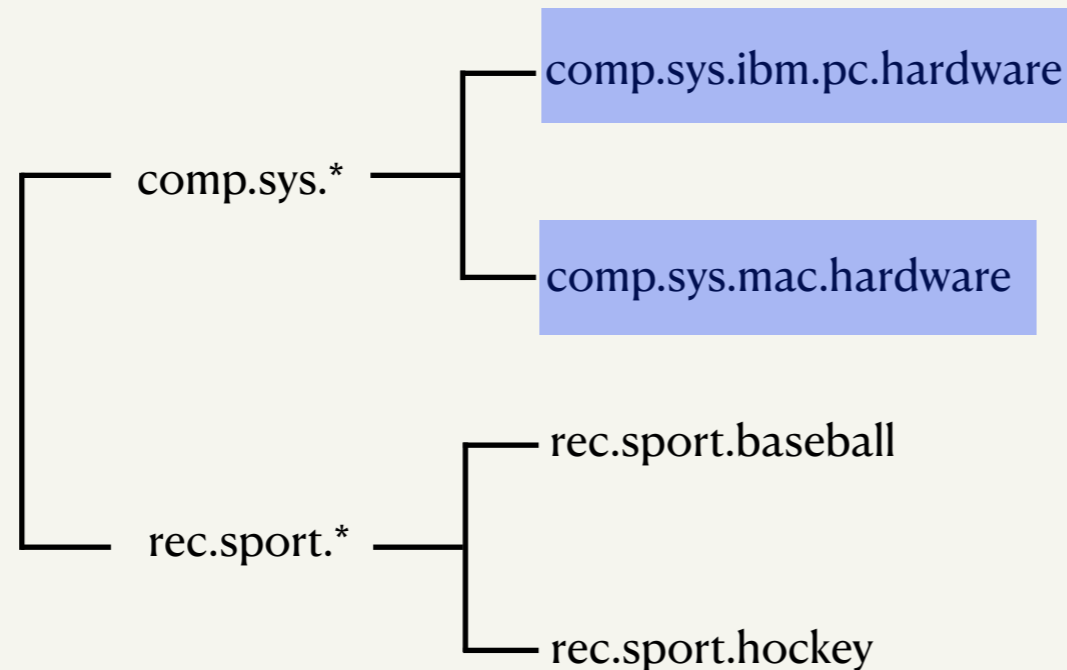 comp.sys.ibm.pc.hardware
comp.sys.*
comp.sys.mac.hardware
rec.sport.baseball
rec.sport.*
rec.sport.hockey